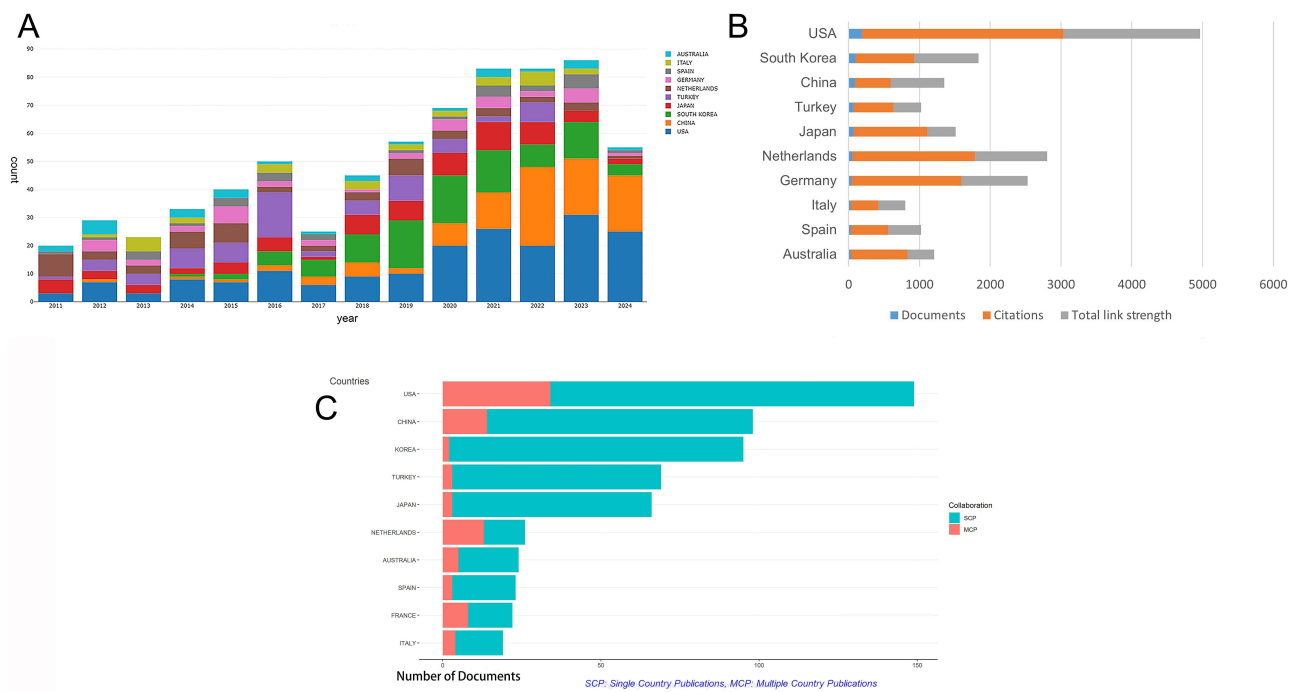 A
90
80
70
60
50
40
30
20
10
0
count
2011 2012 2013 2014 2015 2016 2017 2018 2019 2020 2021 2022 2023 2024
year
AUSTRALIA
ITALY
SPAIN
GERMANY
NETHERLANDS
TURKEY
JAPAN
SOUTH KOREA
CHINA
USA
B
USA
South Korea
China
Turkey
Japan
Netherlands
Germany
Italy
Spain
Australia
0 1000 2000 3000 4000 5000 6000
Documents Citations Total link strength
C
Countries
USA
CHINA
KOREA
TURKEY
JAPAN
NETHERLANDS
AUSTRALIA
SPAIN
FRANCE
ITALY
0 50 100 150
Number of Documents
SCP: Single Country Publications, MCP: Multiple Country Publications
Collaboration
SCP
MCP